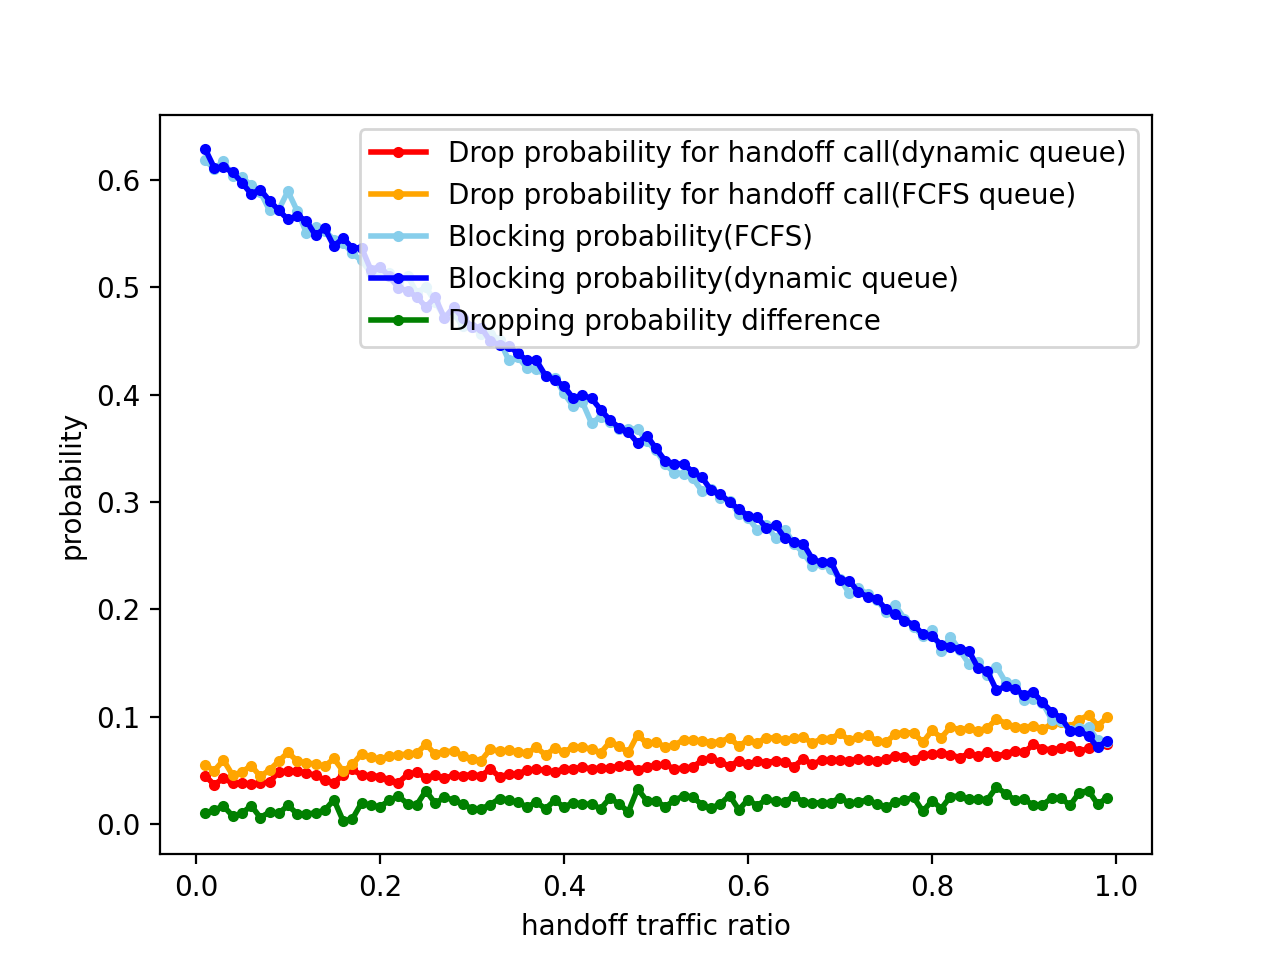 Drop probability for handoff call(dynamic queue)
Drop probability for handoff call(FCFS queue)
Blocking probability(FCFS)
Blocking probability(dynamic queue)
Dropping probability difference
0.6
0.5
0.4
0.3
0.2
0.1
0.0
probability
0.0 0.2 0.4 0.6 0.8 1.0
handoff traffic ratio